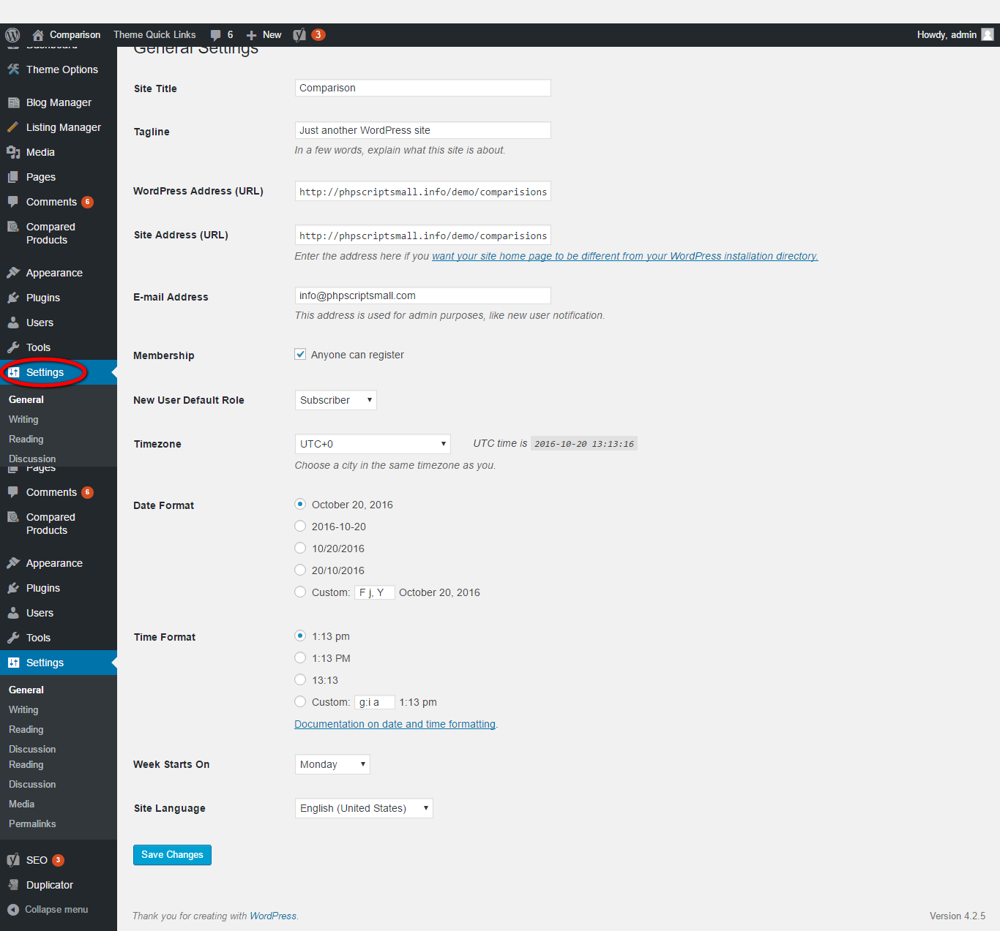 Comparison Theme Quick Links 6 New 3 Howdy, admin
Dashboard
Theme Options
Blog Manager
Listing Manager
Media
Pages
Comments 6
Compared
Products
Appearance
Plugins
Users
Tools
Settings
General
Writing
Reading
Discussion
Pages
Comments 6
Compared
Products
Appearance
Plugins
Users
Tools
Settings
General
Writing
Reading
Discussion
Reading
Discussion
Media
Permalinks
SEO 3
Duplicator
Collapse menu
General Settings
Site Title Comparison
Tagline Just another WordPress site
In a few words, explain what this site is about.
WordPress Address (URL) http://phpscriptsmall.info/demo/comparisions
Site Address (URL) http://phpscriptsmall.info/demo/comparisions
Enter the address here if you want your site home page to be different from your WordPress installation directory.
E-mail Address info@phpscriptsmall.com
This address is used for admin purposes, like new user notification.
Membership Anyone can register
New User Default Role Subscriber
Timezone UTC+0 UTC time is 2016-10-20 13:13:16
Choose a city in the same timezone as you.
Date Format October 20, 2016
2016-10-20
10/20/2016
20/10/2016
Custom: F j, Y October 20, 2016
Time Format 1:13 pm
1:13 PM
13:13
Custom: g:i a 1:13 pm
Documentation on date and time formatting.
Week Starts On Monday
Site Language English (United States)
Save Changes
Thank you for creating with WordPress. Version 4.2.5